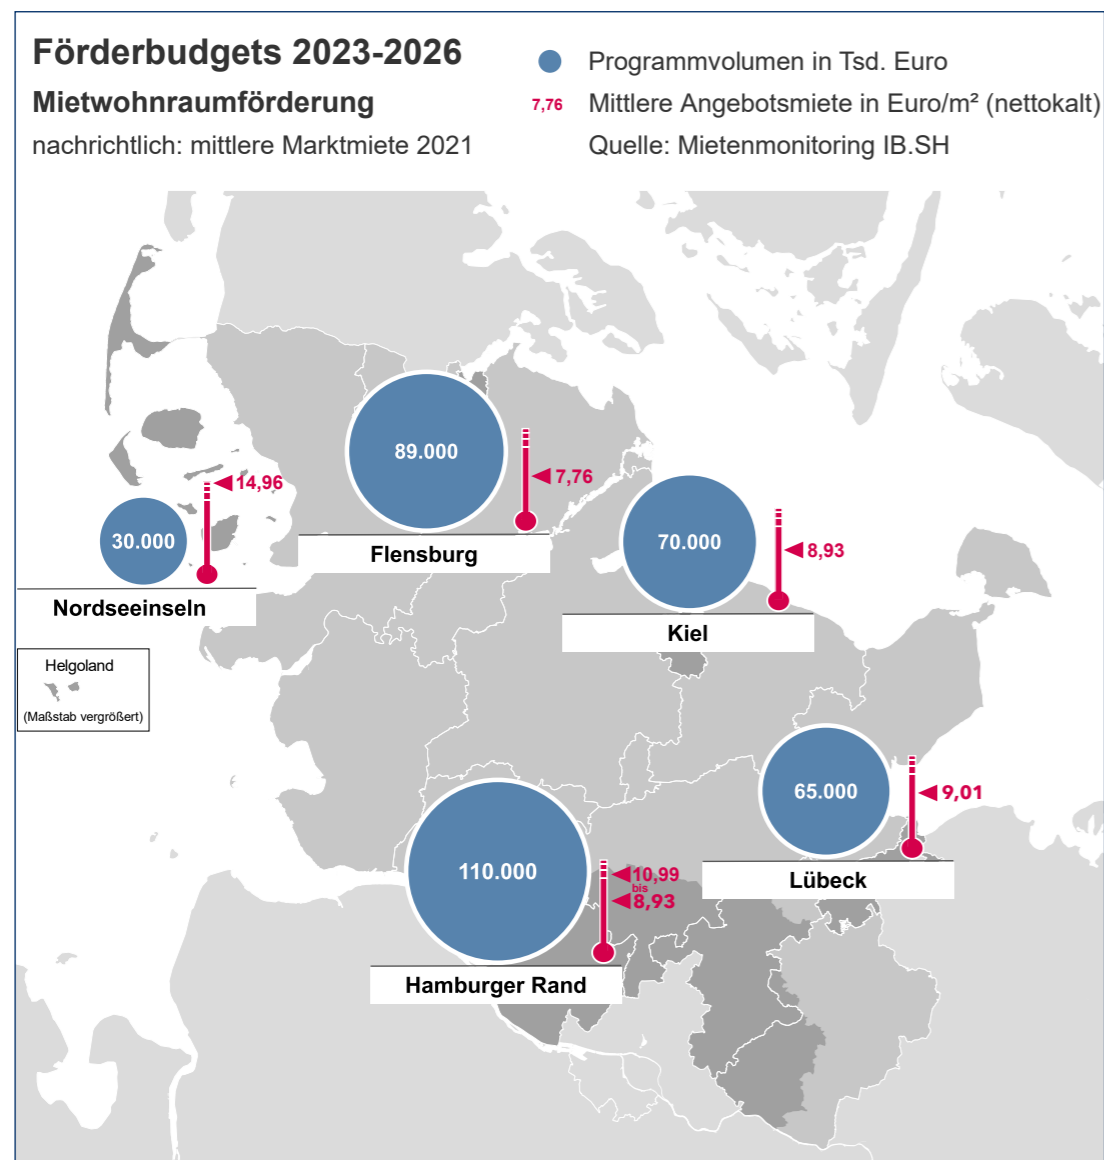 Förderbudgets 2023-2026
Mietwohnraumförderung
nachrichtlich: mittlere Marktmiete 2021
Programmvolumen in Tsd. Euro
7,76 Mittlere Angebotsmiete in Euro/m² (nettokalt)
Quelle: Mietenmonitoring IB.SH
89.000
7,76
Flensburg
14,96
30.000
Nordseeinseln
70.000
8,93
Kiel
Helgoland
(Maßstab vergrößert)
65.000
9,01
Lübeck
110.000
10,99
bis
8,93
Hamburger Rand